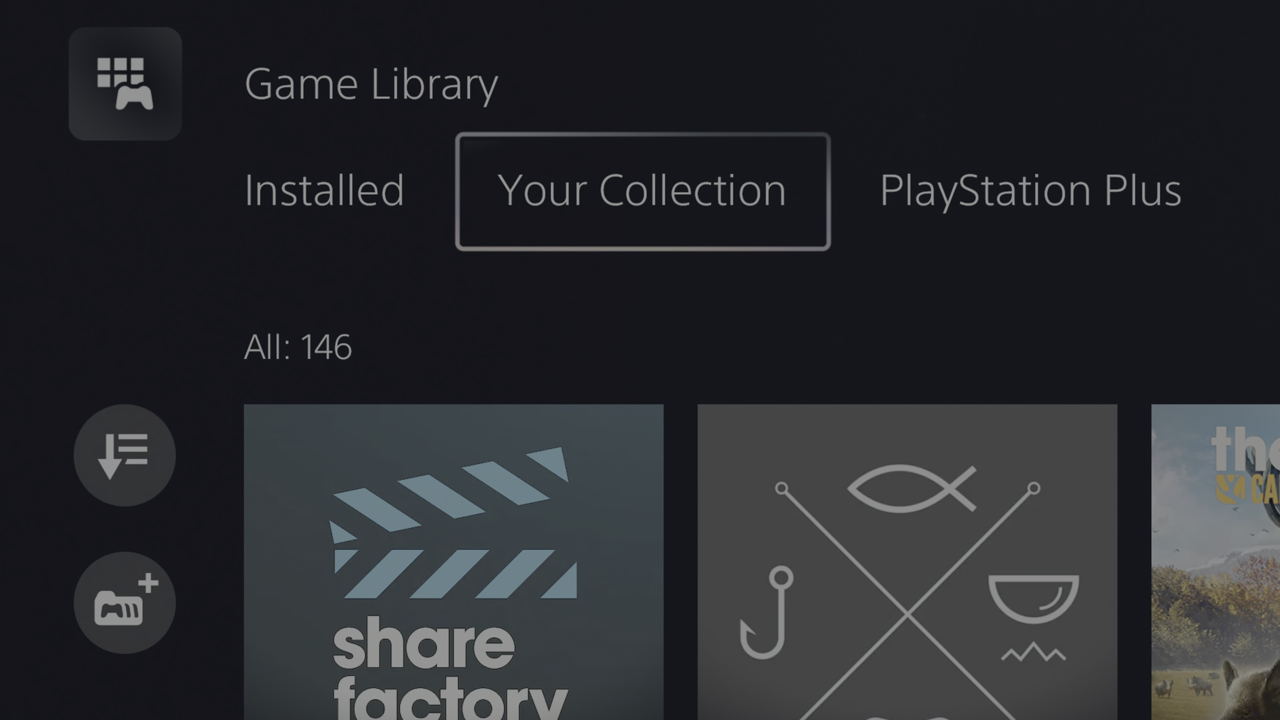 Game Library
Installed Your Collection PlayStation Plus
All: 146
share
factory